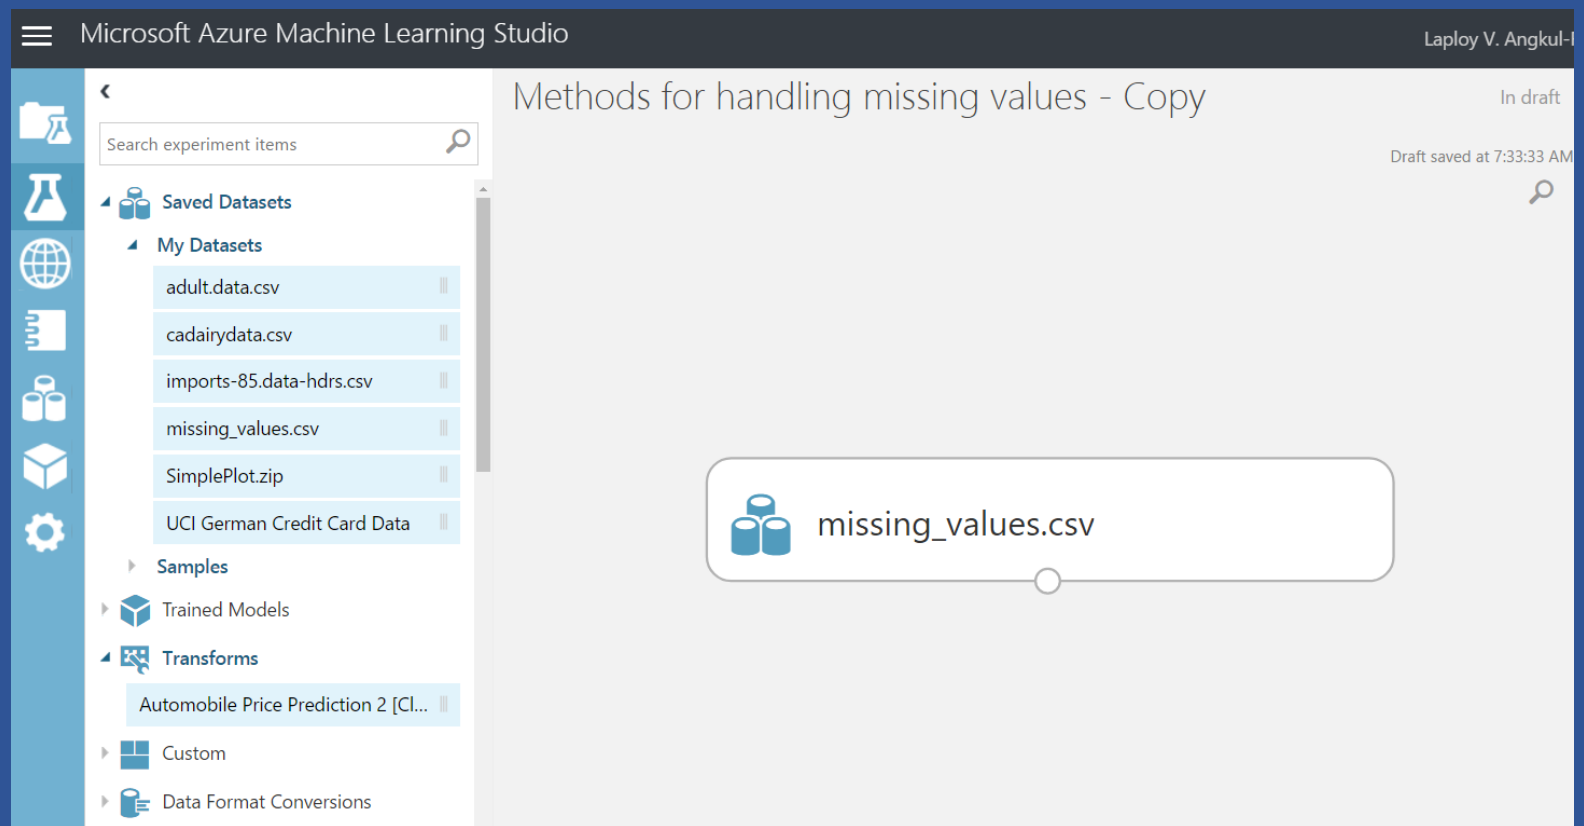 Microsoft Azure Machine Learning Studio
Laploy V. Angkul-
Methods for handling missing values - Copy
In draft
Draft saved at 7:33:33 AM
Search experiment items
Saved Datasets
My Datasets
adult.data.csv
cadairydata.csv
imports-85.data-hdrs.csv
missing_values.csv
SimplePlot.zip
UCI German Credit Card Data
Samples
Trained Models
Transforms
Automobile Price Prediction 2 [Cl...
Custom
Data Format Conversions
missing_values.csv